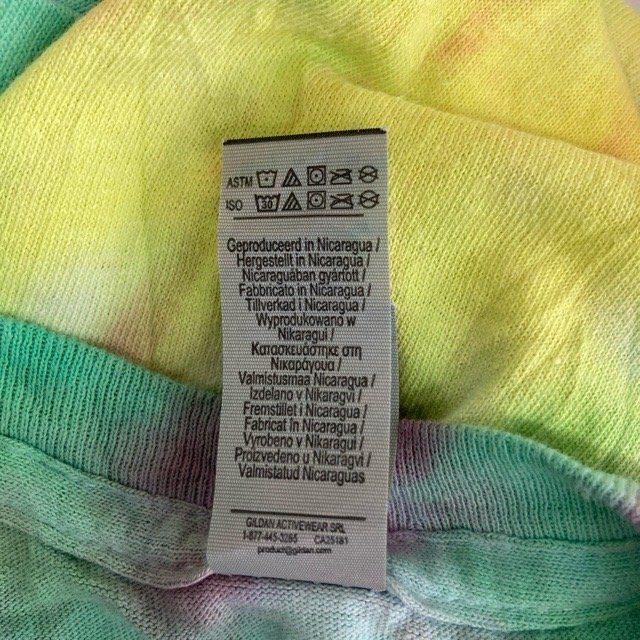 ASTM
ISO 30
Geproduceerd in Nicaragua /
Hergestellt in Nicaragua /
Nicaraguában gyártott /
Fabbricato in Nicaragua /
Tillverkad i Nicaragua /
Wyprodukowano w
Nikaragui /
Κατασκευάστηκε στη
Νικαράγουα /
Valmistusmaa Nicaragua /
Izdelano v Nikaragvi /
Fremstillet i Nicaragua /
Fabricat în Nicaragua /
Vyrobeno v Nikaragui /
Proizvedeno u Nikaragvi /
Valmistatud Nicaraguas
GILDAN ACTIVEWEAR SRL
1-877-445-3265 CA25181
product@gildan.com